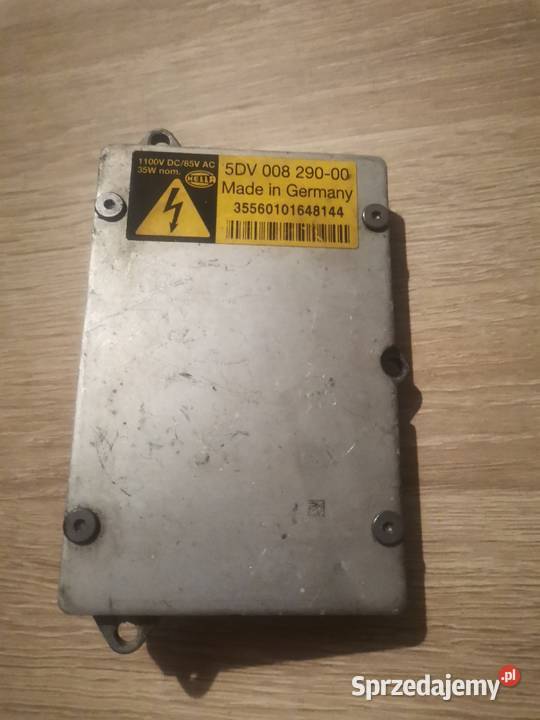 1100V DC/85V AC
35W nom.
HELLA
5DV 008 290-00
Made in Germany
35560101648144
Sprzedajemy.pl